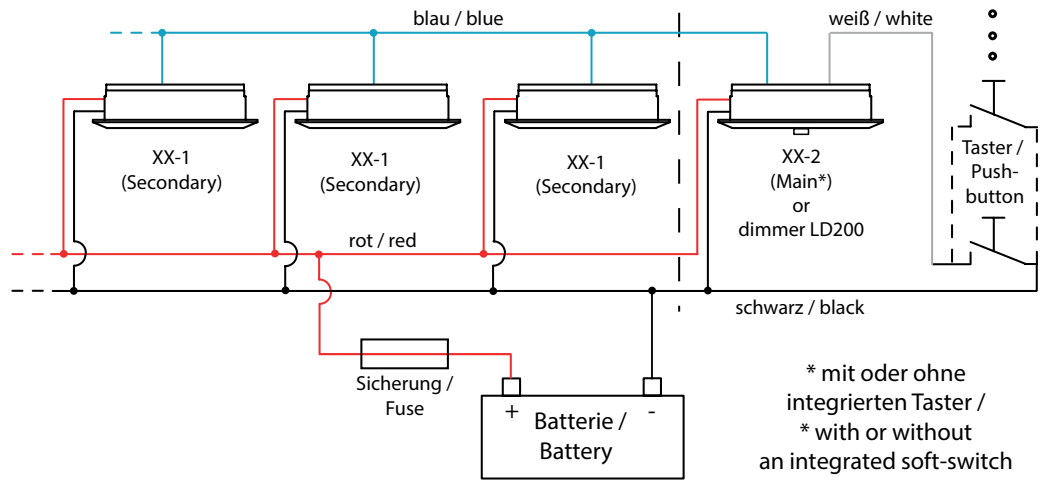 blau / blue
weiß / white
XX-1
(Secondary)
XX-1
(Secondary)
XX-1
(Secondary)
XX-2
(Main*)
or
dimmer LD200
Taster /
Push-
button
rot / red
schwarz / black
Sicherung /
Fuse
+
-
Batterie /
Battery
* mit oder ohne
integrierten Taster /
* with or without
an integrated soft-switch